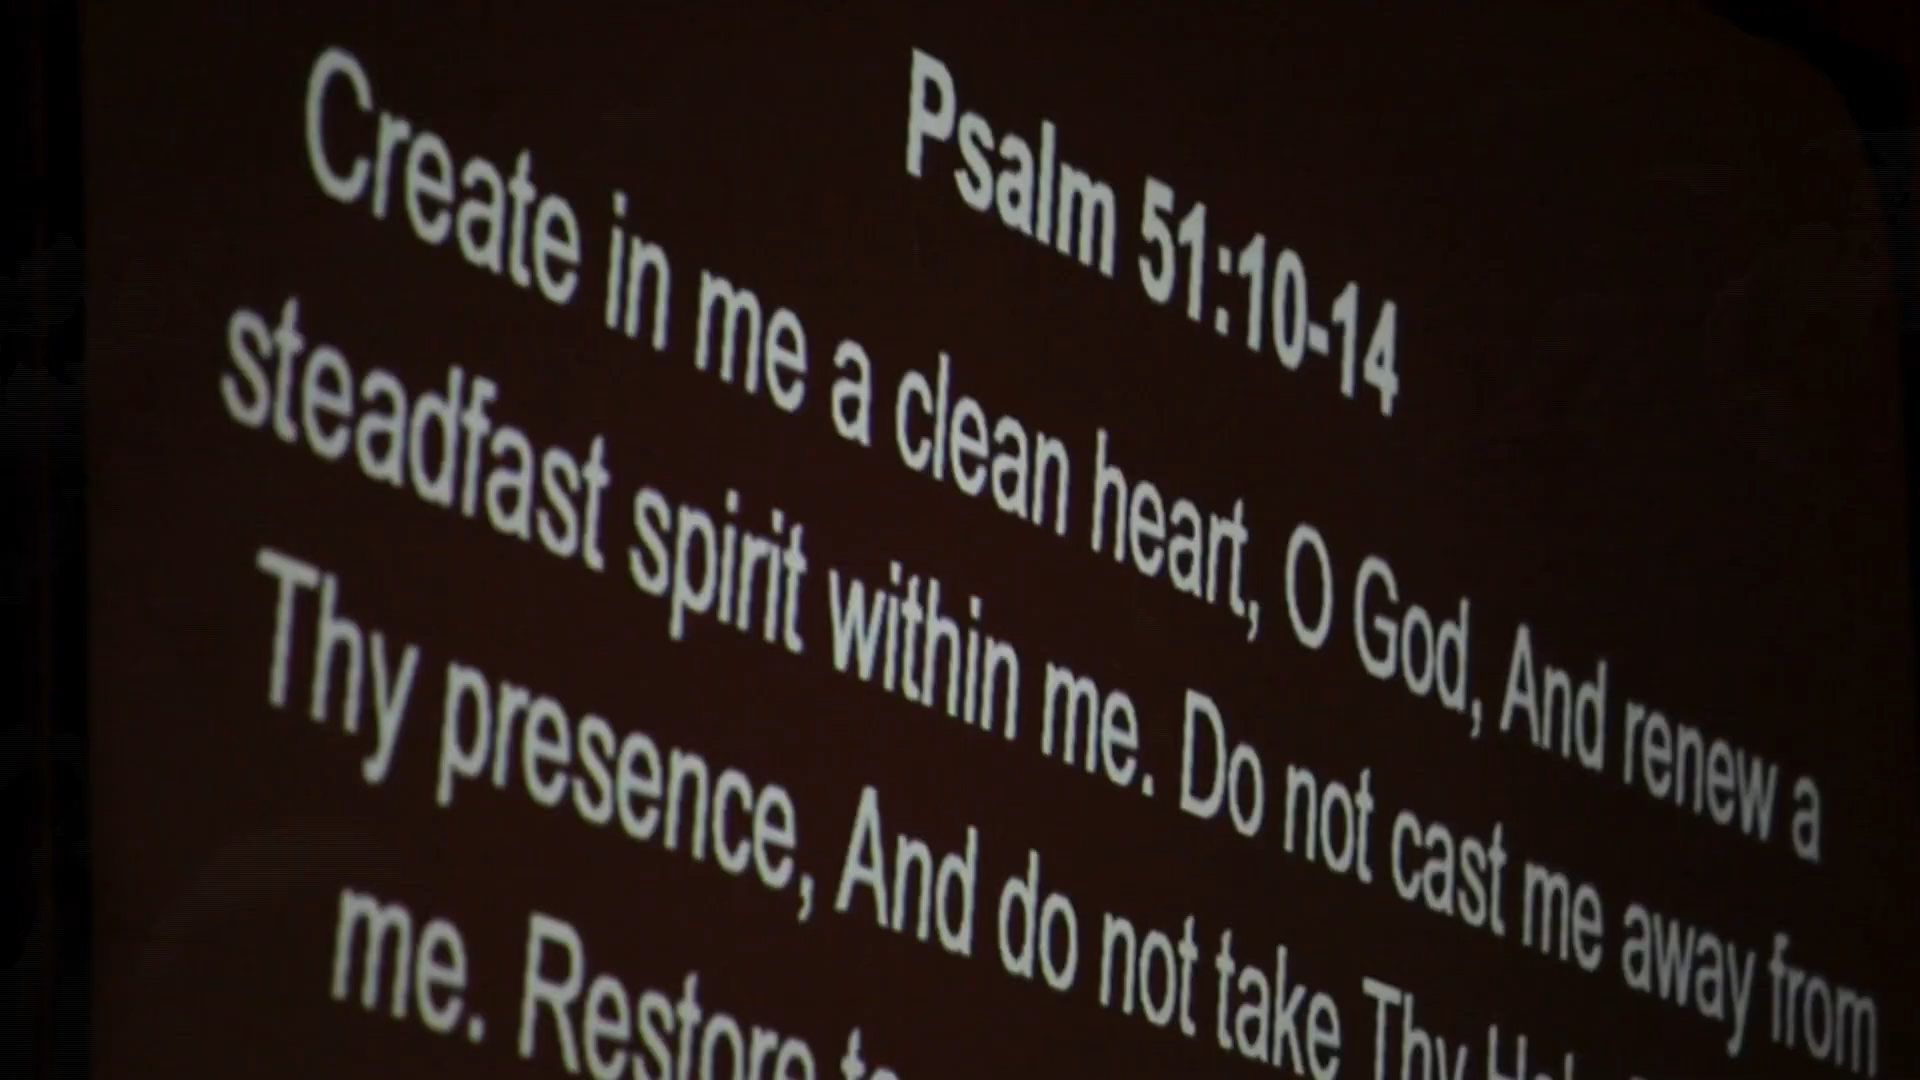 Psalm 51:10-14
Create in me a clean heart, O God, And renew a
steadfast spirit within me. Do not cast me away from
Thy presence, And do not take Thy
me. Restore